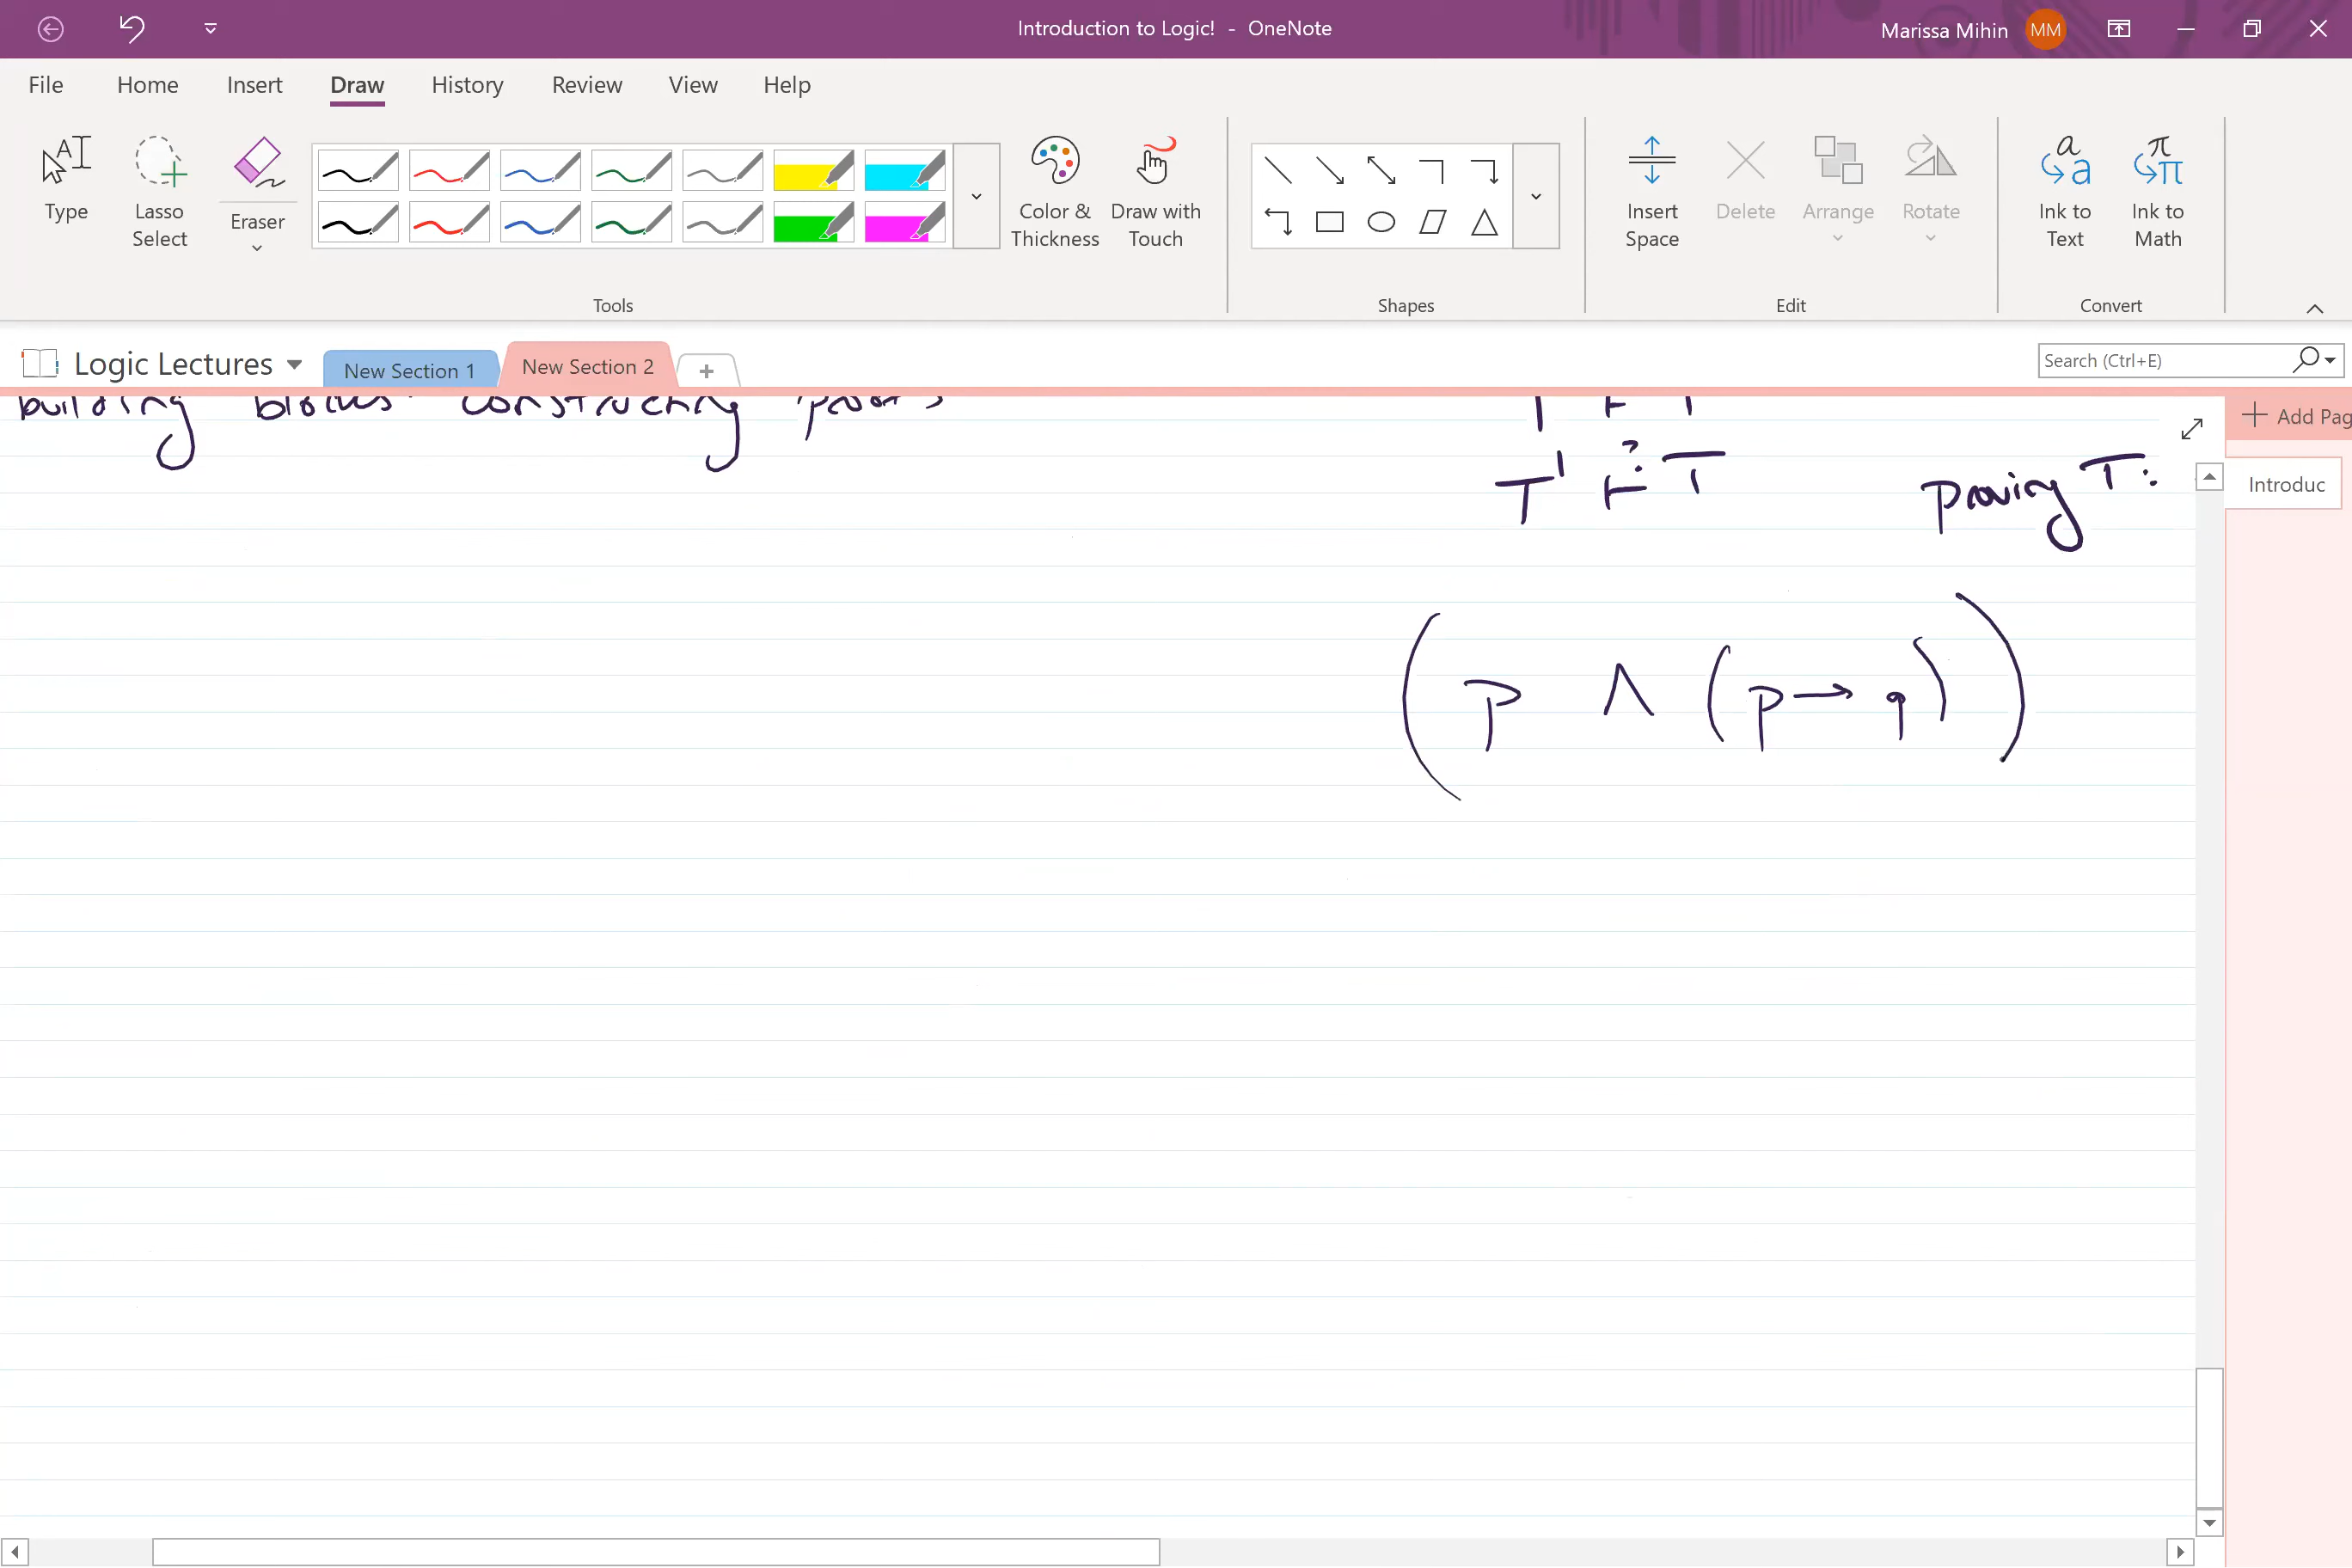 Introduction to Logic! - OneNote
Marissa Mihin MM
File Home Insert Draw History Review View Help
Type
Lasso Select
Eraser
Color & Thickness
Draw with Touch
Insert Space
Delete
Arrange
Rotate
a a
Ink to Text
π π
Ink to Math
Tools Shapes Edit Convert
Logic Lectures New Section 1 New Section 2 +
Search (Ctrl+E)
Add Pag
Introduc
building blocks constructing proofs
T ⊢ T
T' ⊢? T
proving T:
(p ∧ (p → q))